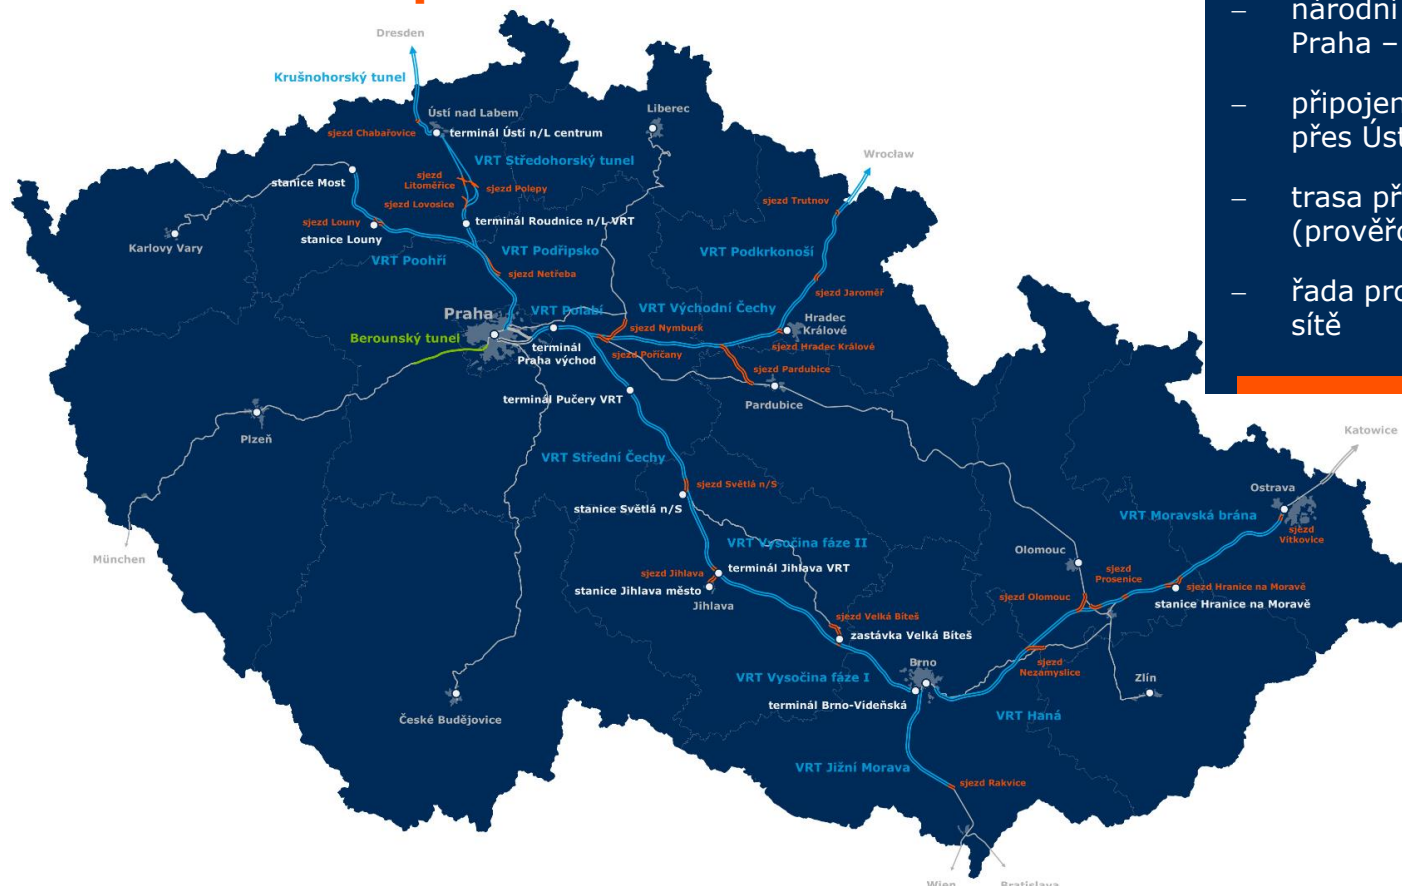 národní
Praha –
přes Úst
trasa př
řada pro
sítě
Dresden
Krušnohorský tunel
Ústí nad Labem
Liberec
sjezd Chabařovice
terminál Ústí n/L centrum
VRT Středohorský tunel
Wrocław
stanice Most
sjezd
Litoměřice
sjezd Polepy
sjezd Lovosice
sjezd Trutnov
sjezd Louny
terminál Roudnice n/L VRT
stanice Louny
Karlovy Vary
VRT Poohří
VRT Podřipsko
VRT Podkrkonoší
sjezd Netřeba
sjezd Jaroměř
Praha
VRT Polabí
VRT Východní Čechy
Hradec
Králové
sjezd Nymburk
Berounský tunel
terminál
Praha východ
sjezd Poříčany
sjezd Hradec Králové
sjezd Pardubice
terminál Pučery VRT
Pardubice
Plzeň
Katowice
VRT Střední Čechy
sjezd Světlá n/S
stanice Světlá n/S
Ostrava
VRT Moravská brána
sjezd
Vítkovice
München
VRT Vysočina fáze II
Olomouc
sjezd Jihlava
terminál Jihlava VRT
sjezd
Prosenice
stanice Jihlava město
Jihlava
sjezd Olomouc
sjezd Hranice na Moravě
stanice Hranice na Moravě
sjezd Velká Bíteš
zastávka Velká Bíteš
Brno
sjezd
Nezamyslice
VRT Vysočina fáze I
Zlín
terminál Brno-Vídeňská
České Budějovice
VRT Haná
VRT Jižní Morava
sjezd Rakvice
Wien
Bratislava